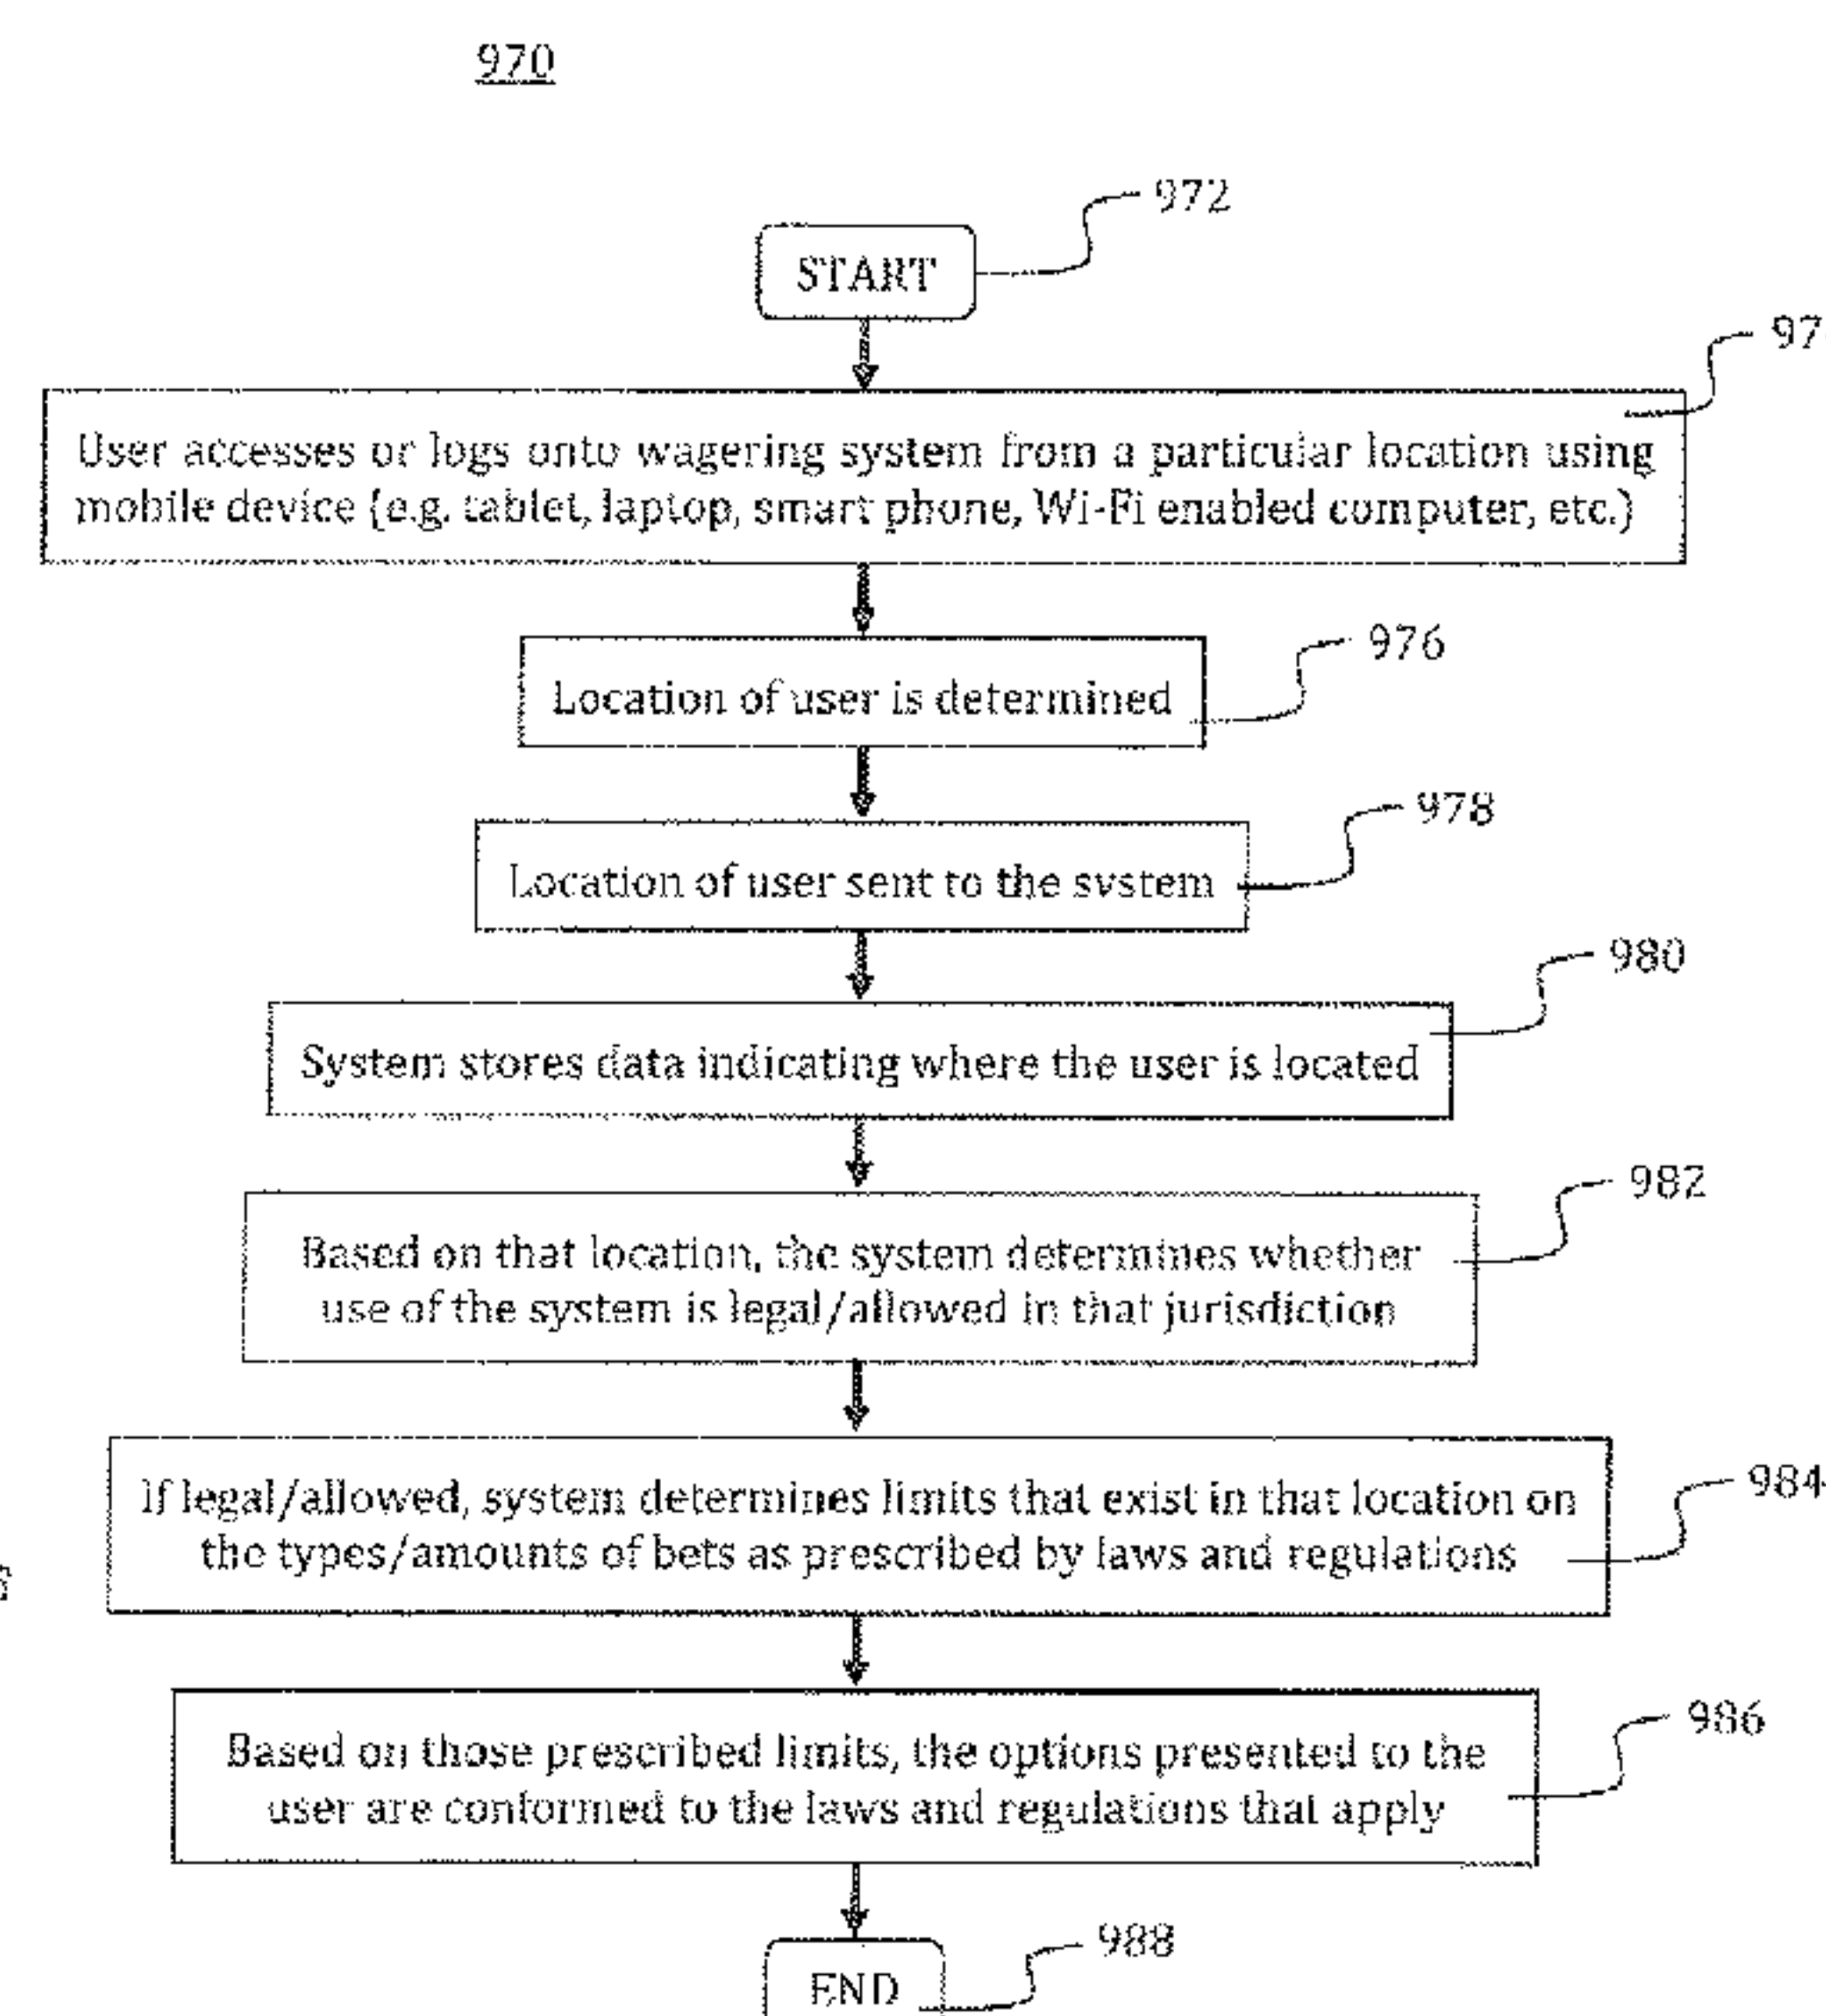 970
972
START
User accesses or logs onto wagering system from a particular location using
mobile device (e.g. tablet, laptop, smart phone, Wi-Fi enabled computer, etc.)
976
Location of user is determined
978
Location of user sent to the system
980
System stores data indicating where the user is located
982
Based on that location, the system determines whether
use of the system is legal/allowed in that jurisdiction
984
If legal/allowed, system determines limits that exist in that location on
the types/amounts of bets as prescribed by laws and regulations
986
Based on those prescribed limits, the options presented to the
user are conformed to the laws and regulations that apply
988
END